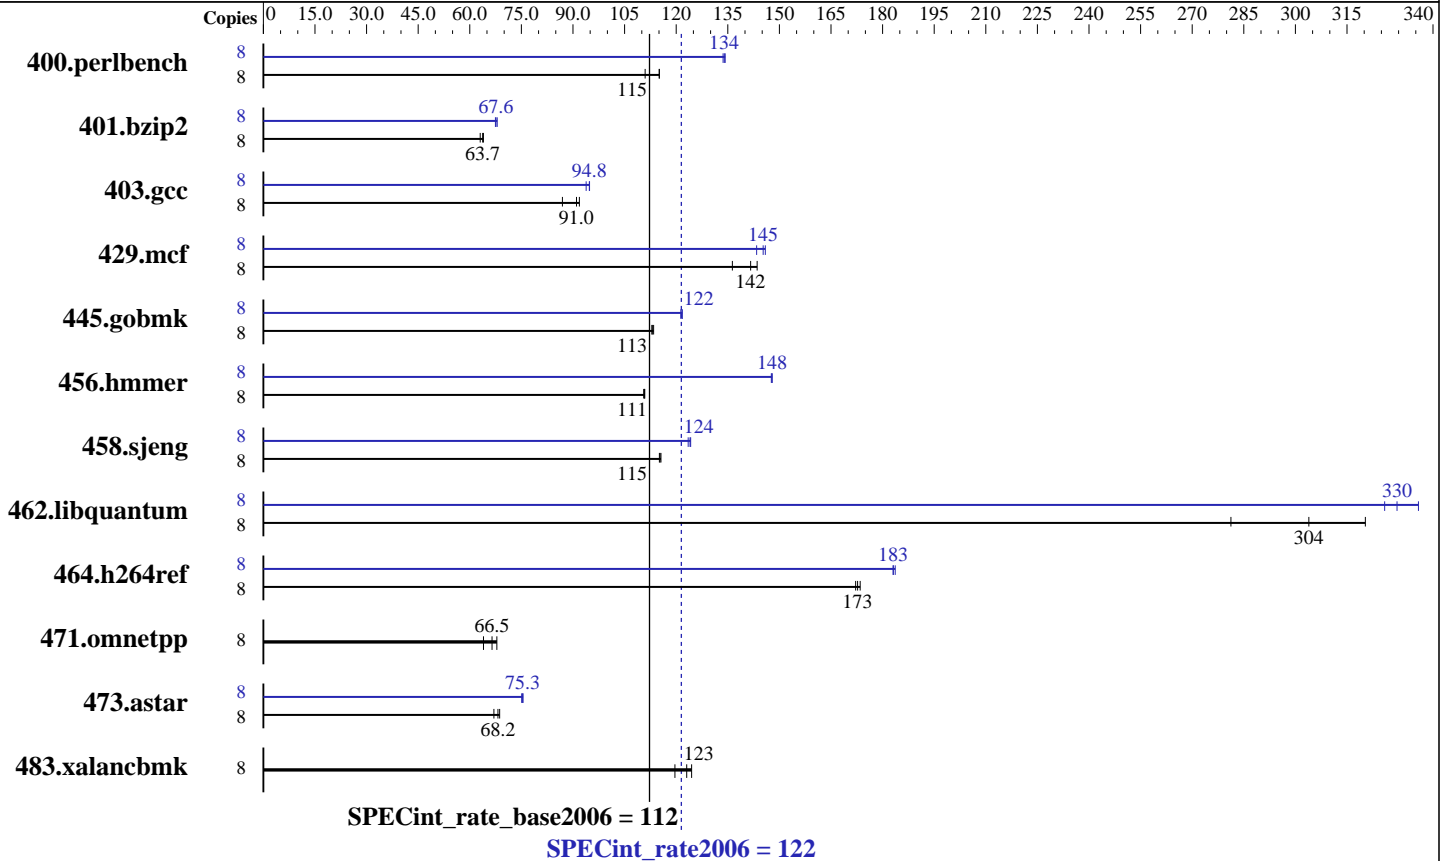 Copies 0 15.0 30.0 45.0 60.0 75.0 90.0 105 120 135 150 165 180 195 210 225 240 255 270 285 300 315 340
400.perlbench 8 134
8 115
401.bzip2 8 67.6
8 63.7
403.gcc 8 94.8
8 91.0
429.mcf 8 145
8 142
445.gobmk 8 122
8 113
456.hmmer 8 148
8 111
458.sjeng 8 124
8 115
462.libquantum 8 330
8 304
464.h264ref 8 183
8 173
471.omnetpp 8 66.5
473.astar 8 75.3
8 68.2
483.xalancbmk 8 123
SPECint_rate_base2006 = 112
SPECint_rate2006 = 122